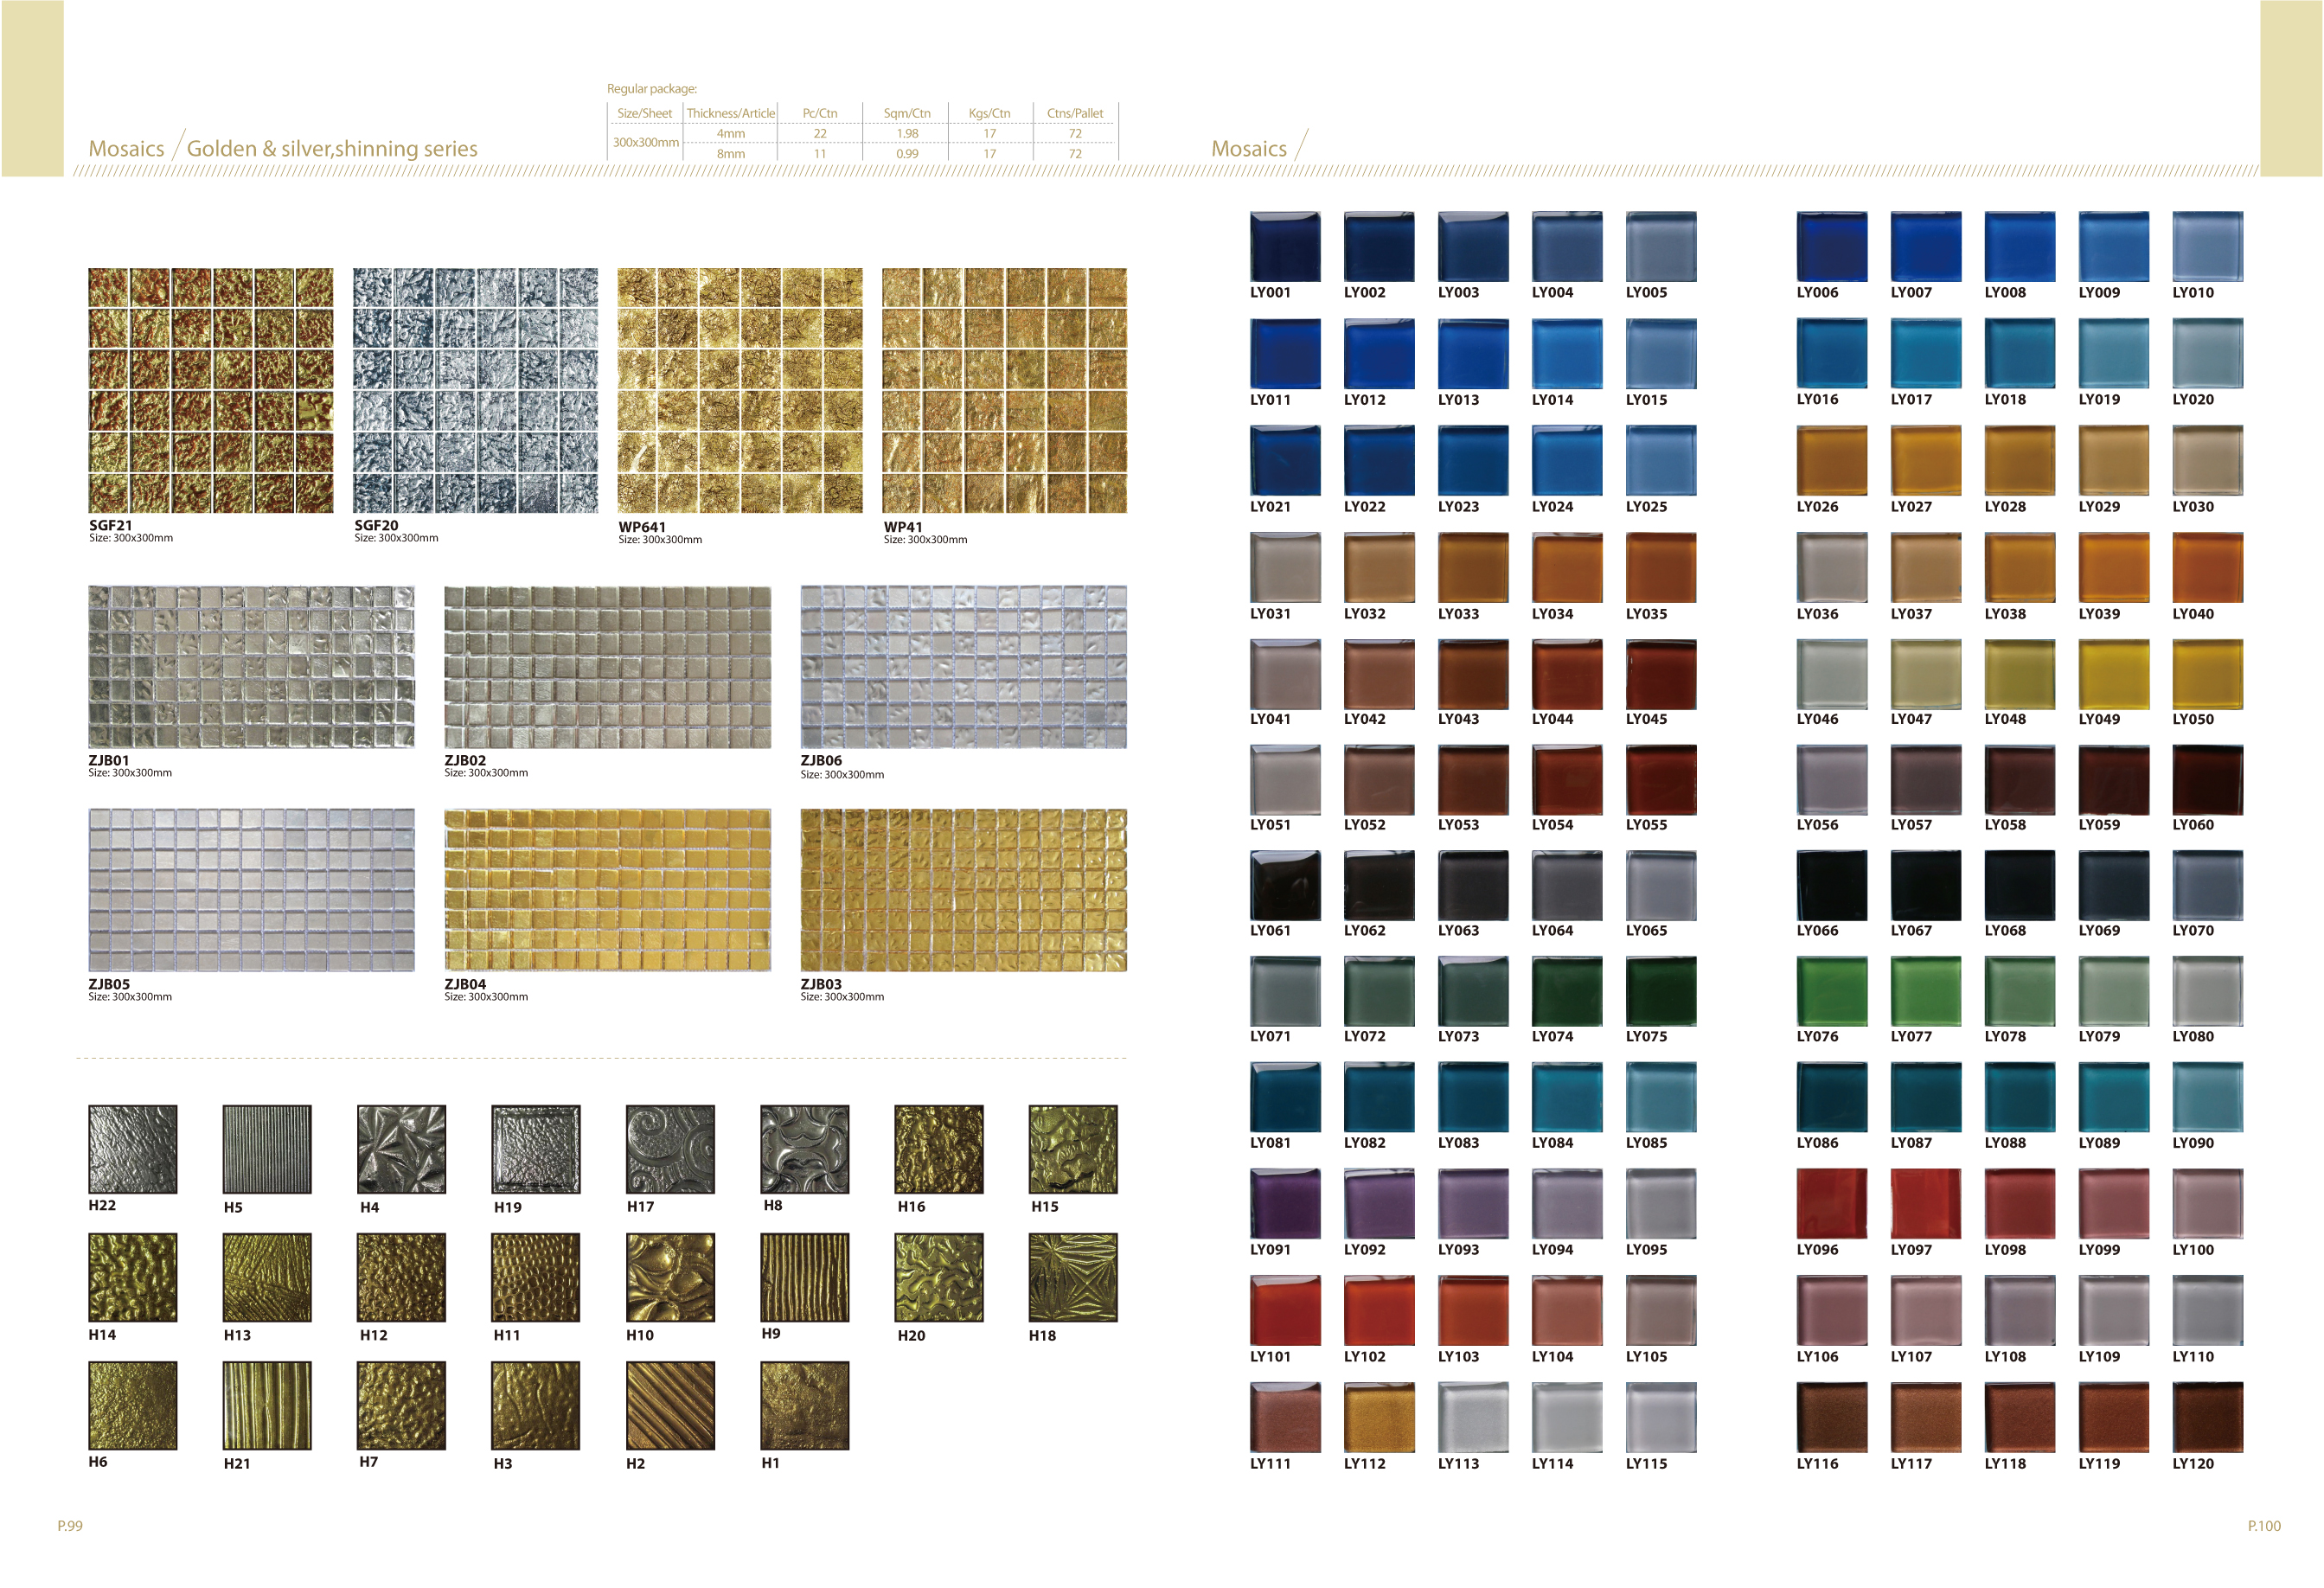 Regular package:
Size/Sheet Thickness/Article Pc/Ctn Sqm/Ctn Kgs/Ctn Ctns/Pallet
300x300mm 4mm 22 1.98 17 72
8mm 11 0.99 17 72
Mosaics / Golden & silver,shinning series
SGF21 SGF20 WP641 WP41
Size: 300x300mm Size: 300x300mm Size: 300x300mm Size: 300x300mm
ZJB01 ZJB02 ZJB06
Size: 300x300mm Size: 300x300mm Size: 300x300mm
ZJB05 ZJB04 ZJB03
Size: 300x300mm Size: 300x300mm Size: 300x300mm
H22 H5 H4 H19 H17 H8 H16 H15
H14 H13 H12 H11 H10 H9 H20 H18
H6 H21 H7 H3 H2 H1
P.99
Mosaics /
LY001 LY002 LY003 LY004 LY005 LY006 LY007 LY008 LY009 LY010
LY011 LY012 LY013 LY014 LY015 LY016 LY017 LY018 LY019 LY020
LY021 LY022 LY023 LY024 LY025 LY026 LY027 LY028 LY029 LY030
LY031 LY032 LY033 LY034 LY035 LY036 LY037 LY038 LY039 LY040
LY041 LY042 LY043 LY044 LY045 LY046 LY047 LY048 LY049 LY050
LY051 LY052 LY053 LY054 LY055 LY056 LY057 LY058 LY059 LY060
LY061 LY062 LY063 LY064 LY065 LY066 LY067 LY068 LY069 LY070
LY071 LY072 LY073 LY074 LY075 LY076 LY077 LY078 LY079 LY080
LY081 LY082 LY083 LY084 LY085 LY086 LY087 LY088 LY089 LY090
LY091 LY092 LY093 LY094 LY095 LY096 LY097 LY098 LY099 LY100
LY101 LY102 LY103 LY104 LY105 LY106 LY107 LY108 LY109 LY110
LY111 LY112 LY113 LY114 LY115 LY116 LY117 LY118 LY119 LY120
P.100